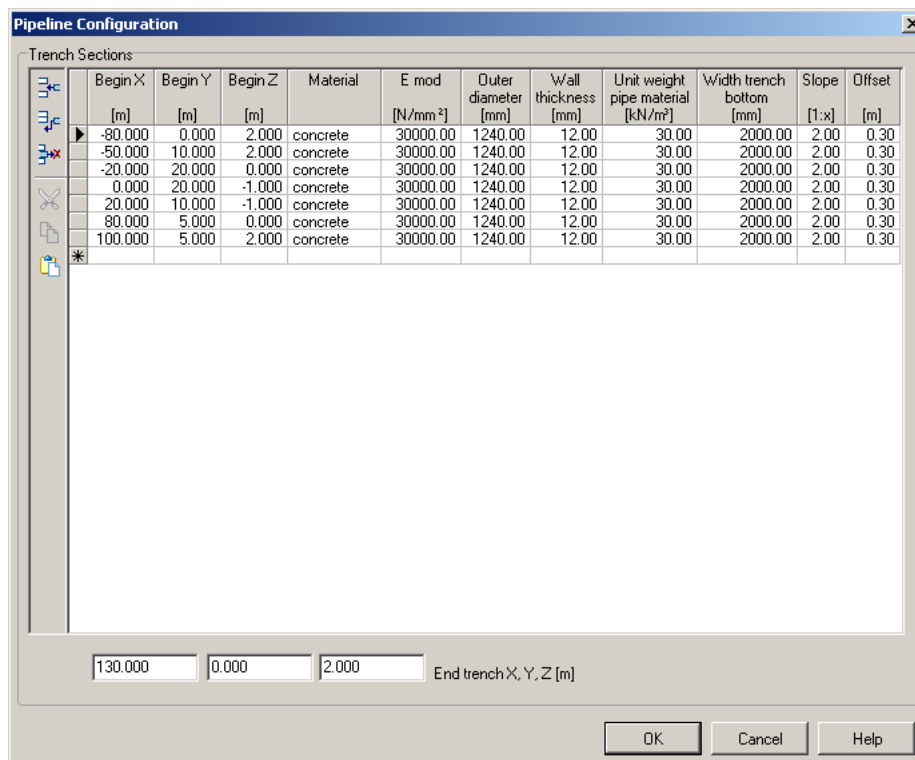 Pipeline Configuration
Trench Sections
Begin X Begin Y Begin Z Material E mod Outer diameter Wall thickness Unit weight pipe material Width trench bottom Slope Offset
[m] [m] [m] [N/mm²] [mm] [mm] [kN/m³] [mm] [1:x] [m]
-80.000 0.000 2.000 concrete 30000.00 1240.00 12.00 30.00 2000.00 2.00 0.30
-50.000 10.000 2.000 concrete 30000.00 1240.00 12.00 30.00 2000.00 2.00 0.30
-20.000 20.000 0.000 concrete 30000.00 1240.00 12.00 30.00 2000.00 2.00 0.30
0.000 20.000 -1.000 concrete 30000.00 1240.00 12.00 30.00 2000.00 2.00 0.30
20.000 10.000 -1.000 concrete 30000.00 1240.00 12.00 30.00 2000.00 2.00 0.30
80.000 5.000 0.000 concrete 30000.00 1240.00 12.00 30.00 2000.00 2.00 0.30
100.000 5.000 2.000 concrete 30000.00 1240.00 12.00 30.00 2000.00 2.00 0.30
130.000 0.000 2.000 End trench X, Y, Z [m]
OK Cancel Help